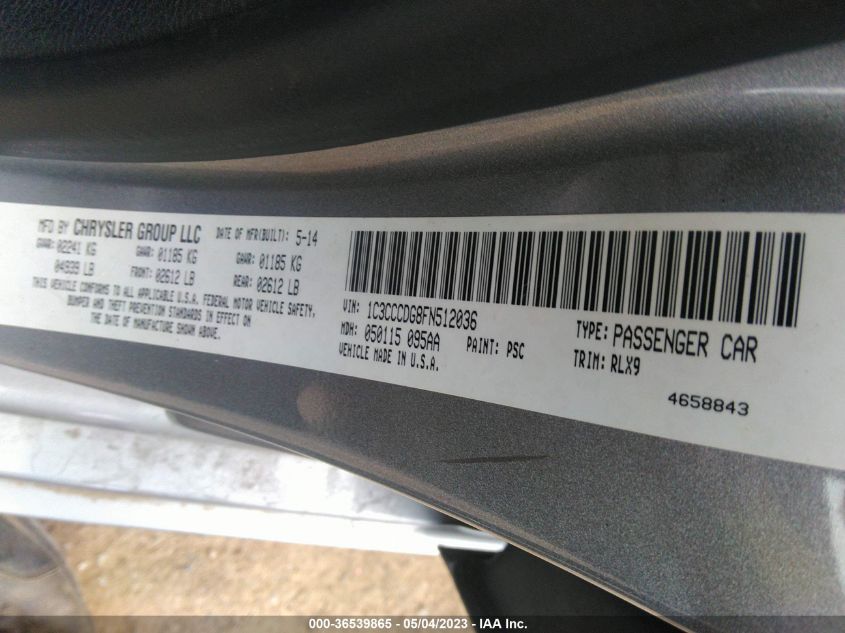 MFD BY CHRYSLER GROUP LLC DATE OF MFR(BUILT): 5-14
GVWR: 02241 KG GAWR: 01185 KG GAWR: 01185 KG
04939 LB FRONT: 02612 LB REAR: 02612 LB
THIS VEHICLE CONFORMS TO ALL APPLICABLE U.S.A. FEDERAL MOTOR VEHICLE SAFETY,
BUMPER AND THEFT PREVENTION STANDARDS IN EFFECT ON
THE DATE OF MANUFACTURE SHOWN ABOVE.
VIN: 1C3CCCDG8FN512036 TYPE: PASSENGER CAR
MDH: 050115 095AA PAINT: PSC TRIM: RLX9
VEHICLE MADE IN U.S.A.
4658843
000-36539865 - 05/04/2023 - IAA Inc.